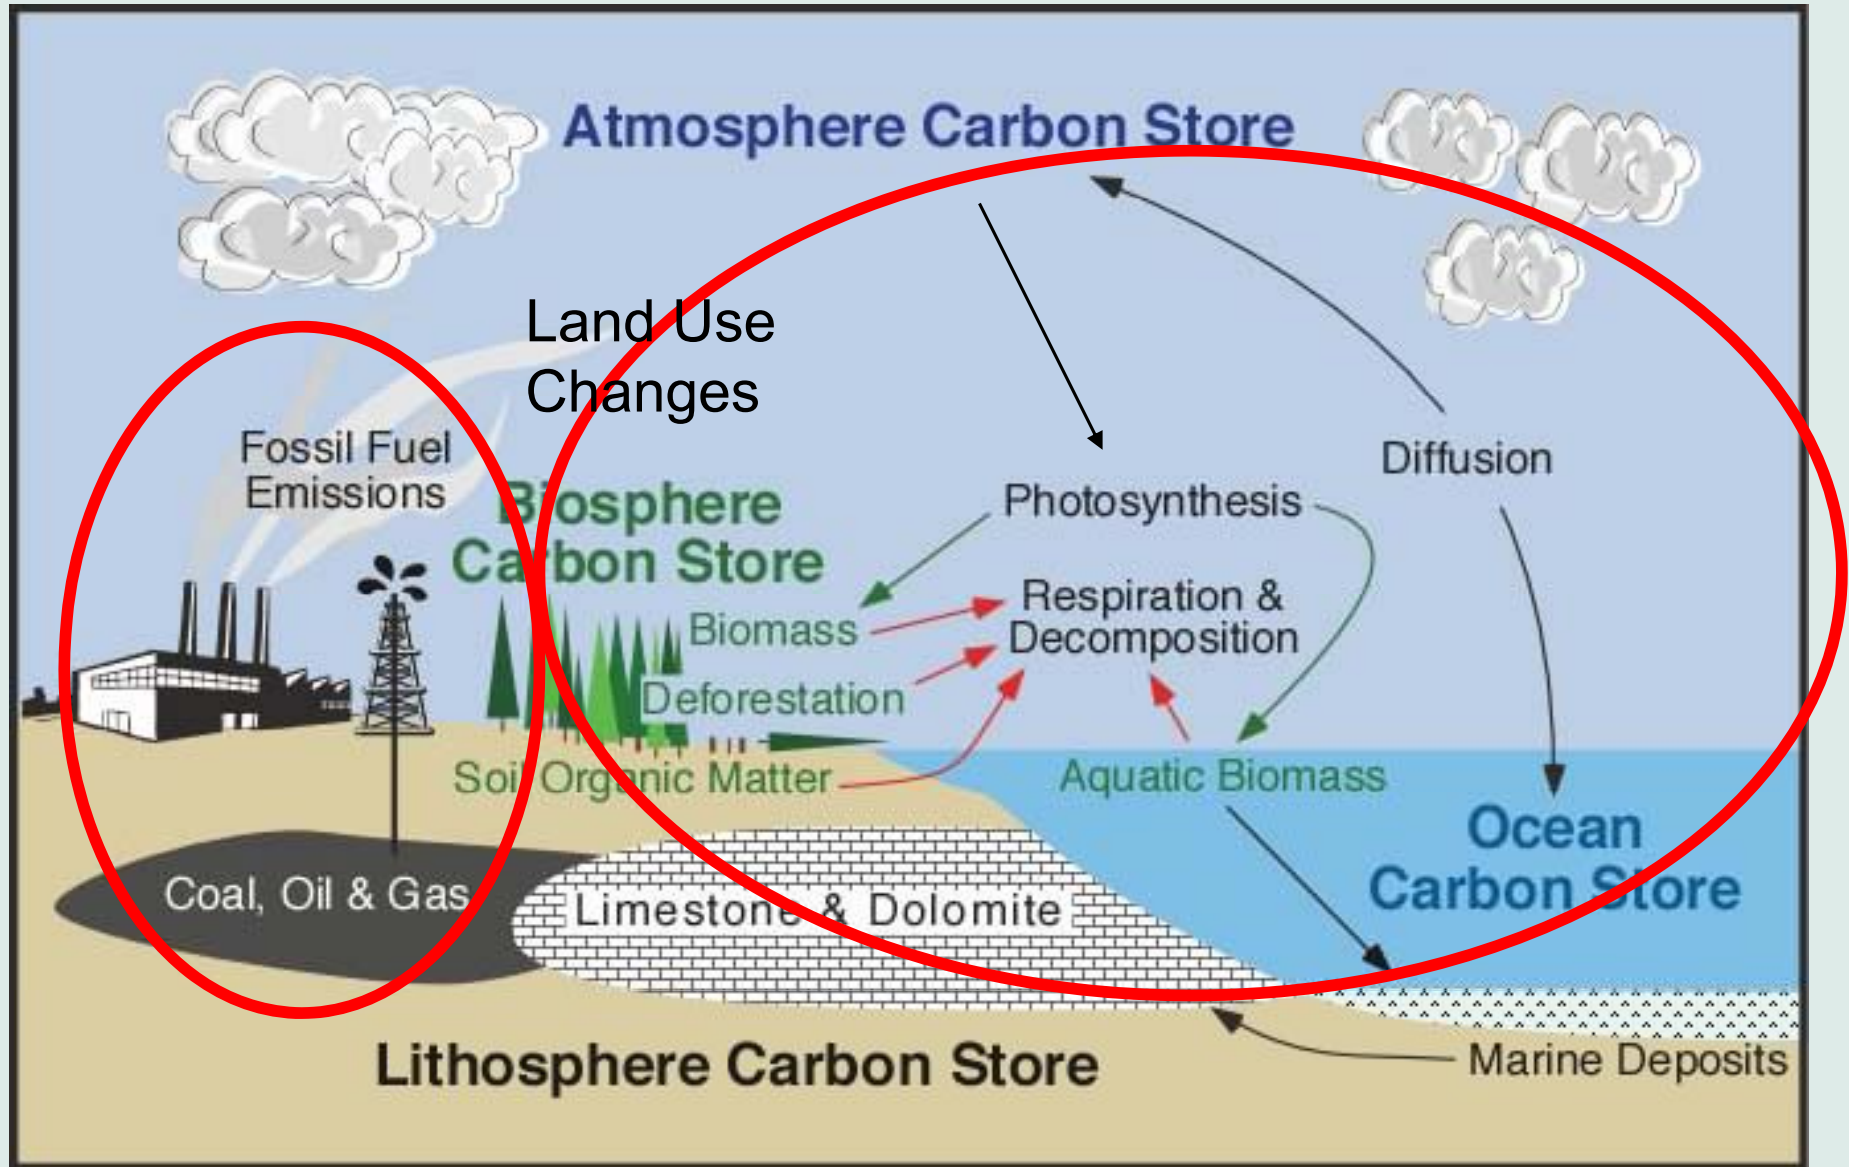 Atmosphere Carbon Store
Land Use
Changes
Fossil Fuel
Emissions
Diffusion
Biosphere
Carbon Store
Photosynthesis
Respiration &
Decomposition
Biomass
Deforestation
Soil Organic Matter
Aquatic Biomass
Ocean
Carbon Store
Coal, Oil & Gas
Limestone & Dolomite
Lithosphere Carbon Store
Marine Deposits